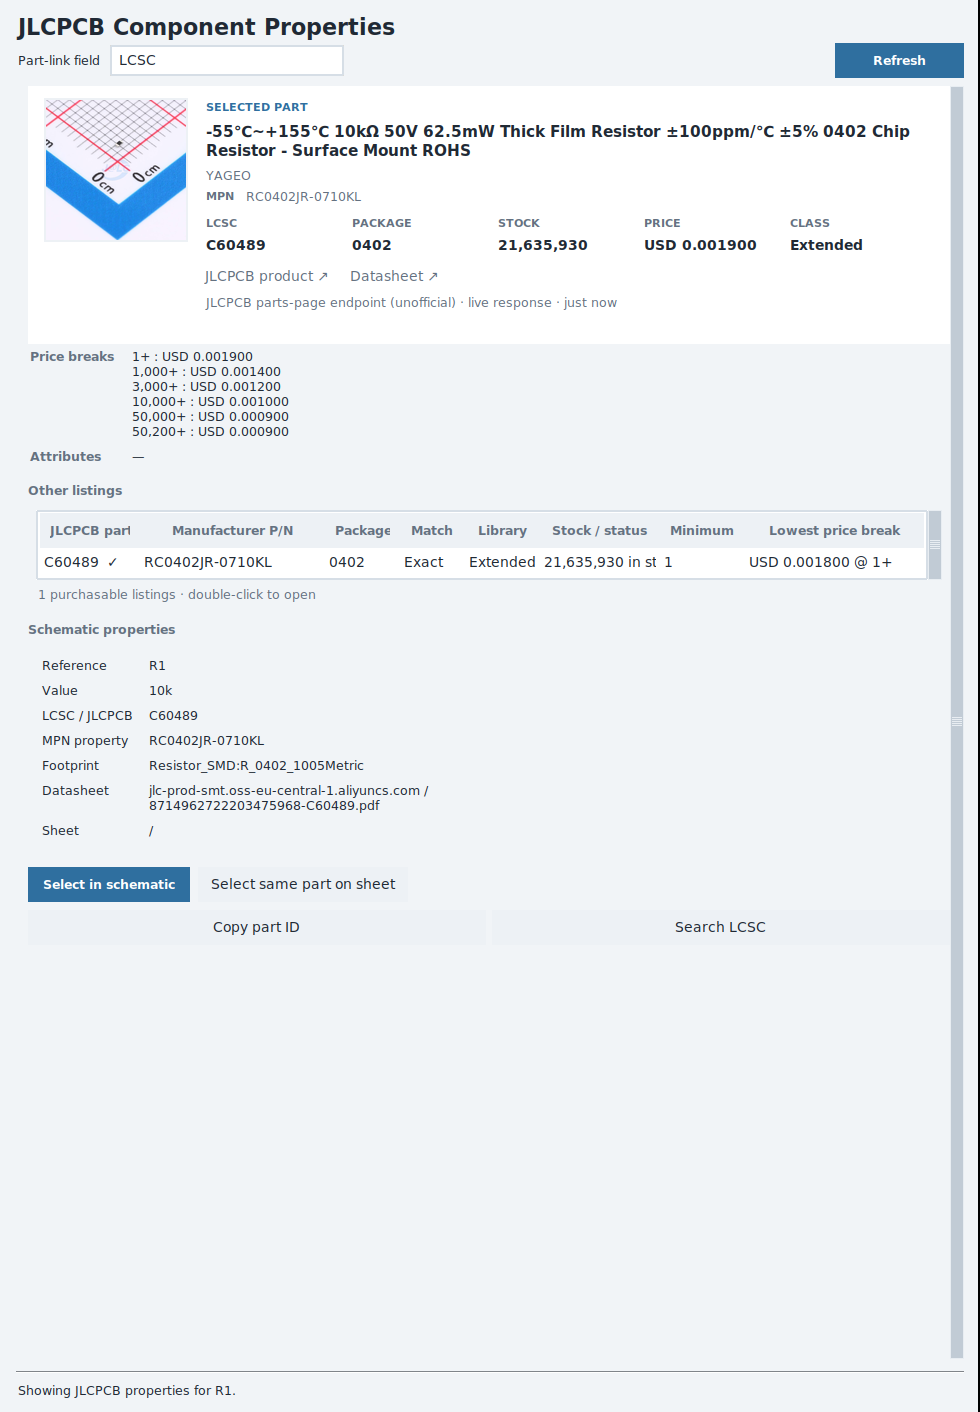 JLCPCB Component Properties
Part-link field LCSC Refresh
0 cm 0 cm
SELECTED PART
-55℃~+155℃ 10kΩ 50V 62.5mW Thick Film Resistor ±100ppm/℃ ±5% 0402 Chip
Resistor - Surface Mount ROHS
YAGEO
MPN RC0402JR-0710KL
LCSC PACKAGE STOCK PRICE CLASS
C60489 0402 21,635,930 USD 0.001900 Extended
JLCPCB product ↗ Datasheet ↗
JLCPCB parts-page endpoint (unofficial) · live response · just now
Price breaks 1+ : USD 0.001900
1,000+ : USD 0.001400
3,000+ : USD 0.001200
10,000+ : USD 0.001000
50,000+ : USD 0.000900
50,200+ : USD 0.000900
Attributes —
Other listings
JLCPCB part Manufacturer P/N Package Match Library Stock / status Minimum Lowest price break
C60489 ✓ RC0402JR-0710KL 0402 Exact Extended 21,635,930 in st 1 USD 0.001800 @ 1+
1 purchasable listings · double-click to open
Schematic properties
Reference R1
Value 10k
LCSC / JLCPCB C60489
MPN property RC0402JR-0710KL
Footprint Resistor_SMD:R_0402_1005Metric
Datasheet jlc-prod-smt.oss-eu-central-1.aliyuncs.com /
8714962722203475968-C60489.pdf
Sheet /
Select in schematic Select same part on sheet
Copy part ID Search LCSC
Showing JLCPCB properties for R1.